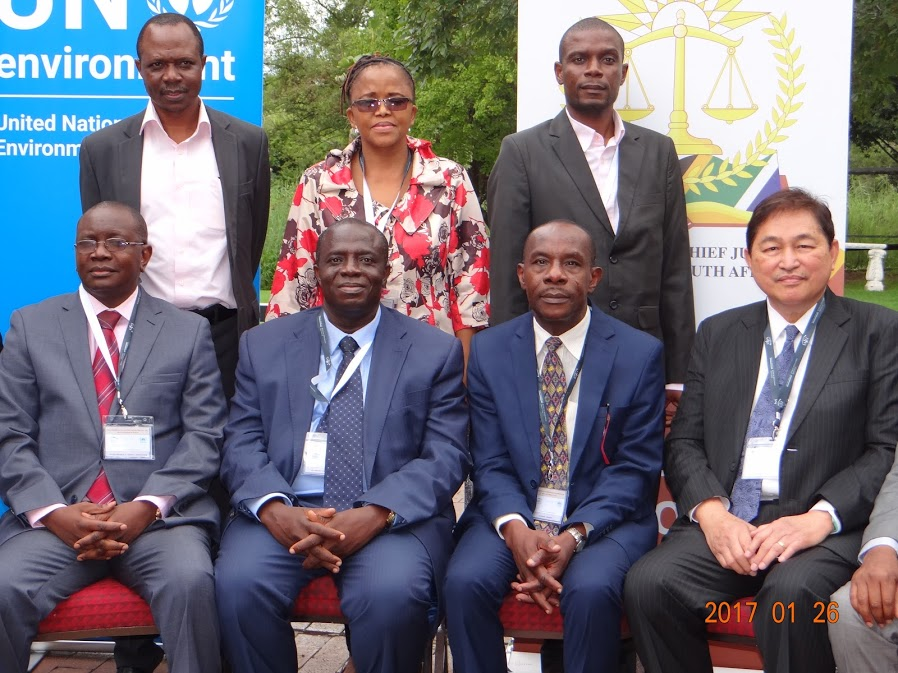 UN
environment
United Nation
Environm
HIEF JU
UTH AF
2017 01 26